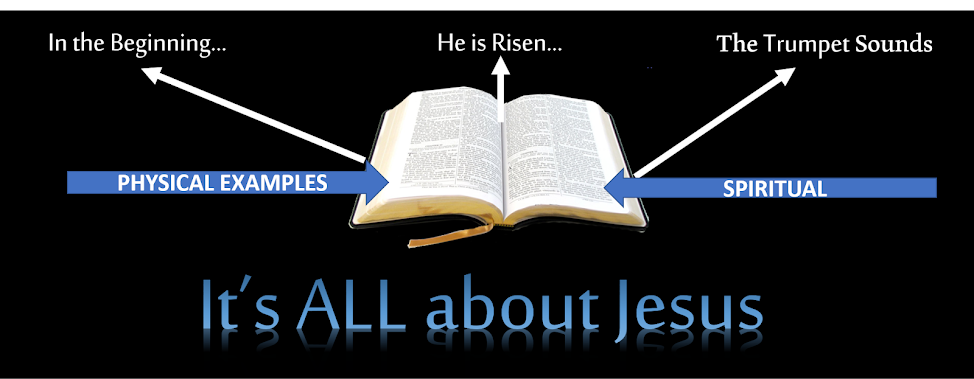 In the Beginning...
He is Risen...
The Trumpet Sounds
PHYSICAL EXAMPLES
SPIRITUAL
It's ALL about Jesus